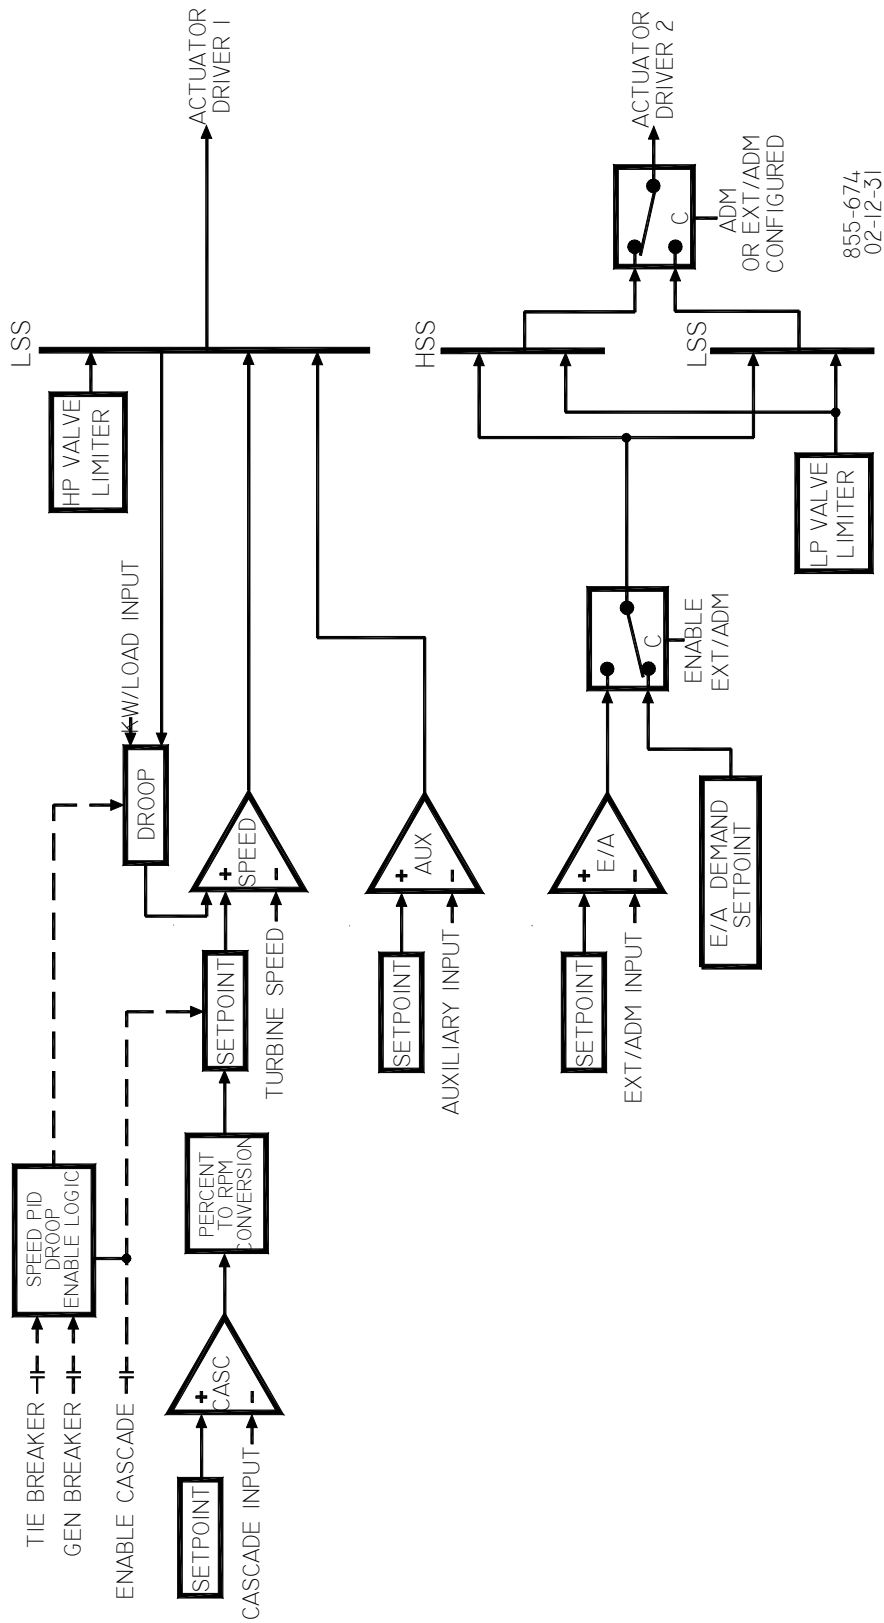 TIE BREAKER
GEN BREAKER
ENABLE CASCADE
SETPOINT
CASCADE INPUT
+
CASC
-
SPEED PID
DROOP
ENABLE LOGIC
PERCENT
TO RPM
CONVERSION
SETPOINT
TURBINE SPEED
DROOP
KW/LOAD INPUT
+
SPEED
-
HP VALVE
LIMITER
LSS
ACTUATOR
DRIVER 1
SETPOINT
AUXILIARY INPUT
+
AUX
-
SETPOINT
EXT/ADM INPUT
+
E/A
-
E/A DEMAND
SETPOINT
C
ENABLE
EXT/ADM
LP VALVE
LIMITER
HSS
LSS
C
ADM
OR EXT/ADM
CONFIGURED
ACTUATOR
DRIVER 2
855-674
02-12-31